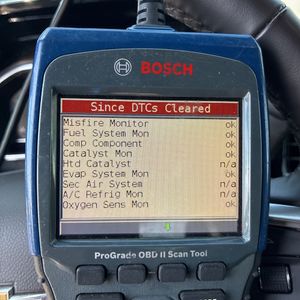 BOSCH
Since DTCs Cleared
Misfire Monitor ok
Fuel System Mon ok
Comp Component ok
Catalyst Mon ok
Htd Catalyst n/a
Evap System Mon ok
Sec Air System n/a
A/C Refrig Mon n/a
Oxygen Sens Mon ok
ProGrade OBD II Scan Tool